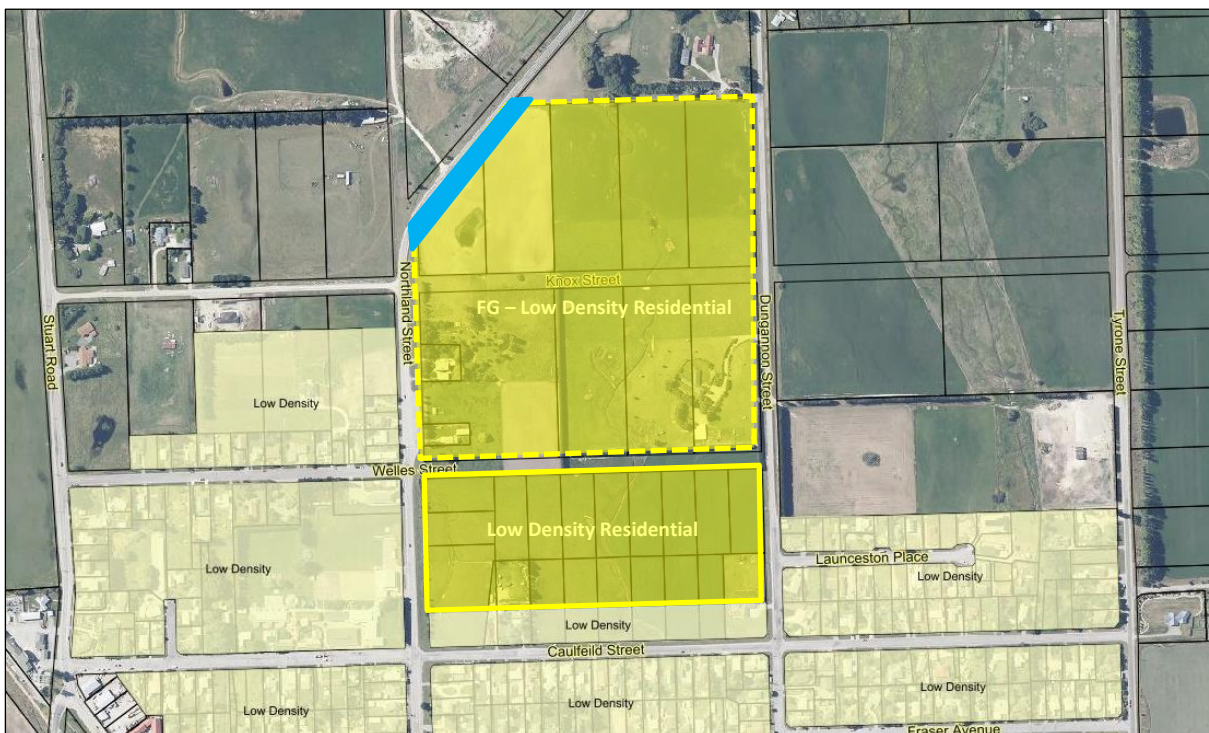 Knox Street
FG – Low Density Residential
Northland Street
Dungannon Street
Tyrone Street
Stuart Road
Low Density
Welles Street
Low Density Residential
Launceston Place
Low Density
Low Density
Low Density
Caulfeild Street
Low Density
Low Density
Low Density
Fraser Avenue